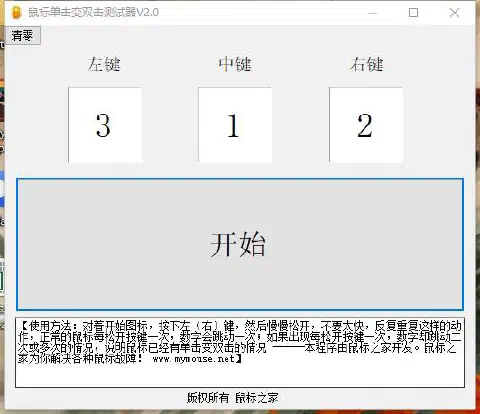 鼠标单击变双击测试器V2.0
清零
左键 中键 右键
3 1 2
开始
【使用方法：对着开始图标，按下左（右）键，然后慢慢松开，不要太快，反复重复这样的动
作，正常的鼠标每松开按键一次，数字会跳动一次；如果出现每松开按键一次，数字却跳动二
次或多次的情况，说明鼠标已经有单击变双击的情况 ————本程序由鼠标之家开发。鼠标之
家为你解决各种鼠标故障！ www.mymouse.net】
版权所有 鼠标之家